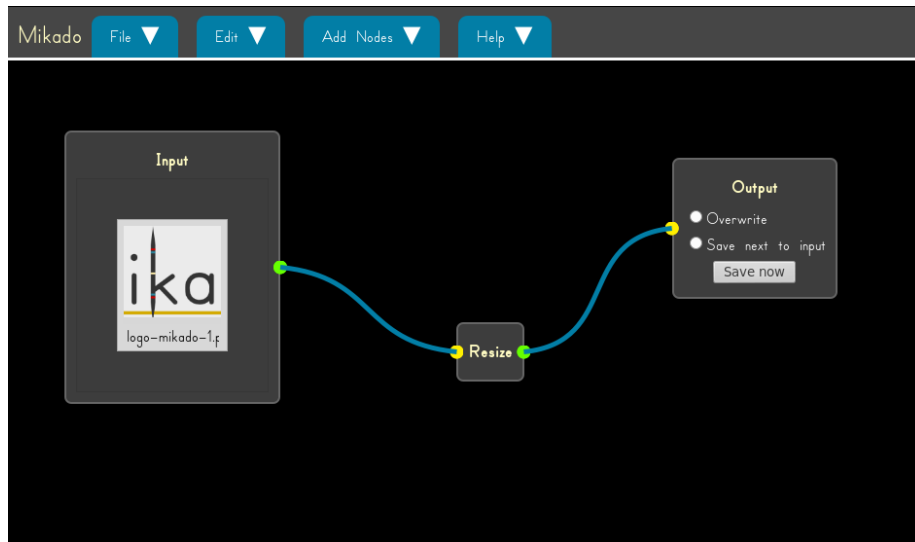 Mikado File Edit Add Nodes Help
Input
ika
logo-mikado-1.p
Resize
Output
Overwrite
Save next to input
Save now